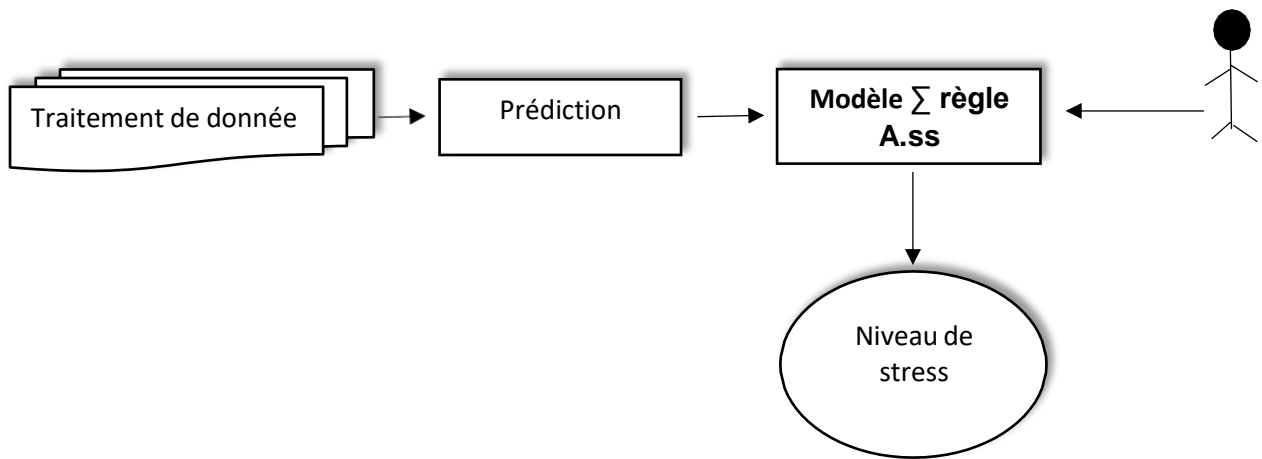 Traitement de donnée
Prédiction
Modèle ∑ règle
A.ss
Niveau de
stress